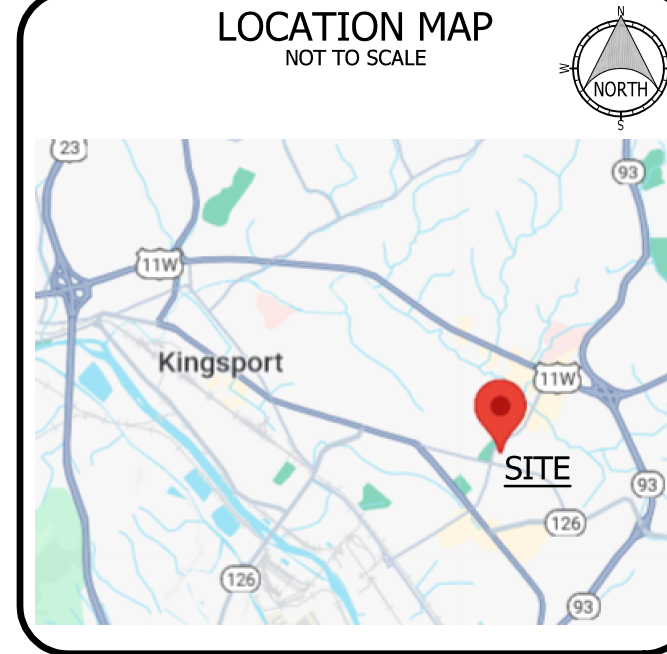 LOCATION MAP
NOT TO SCALE
N
W
NORTH
S
23
93
11W
Kingsport
11W
SITE
93
126
126
93